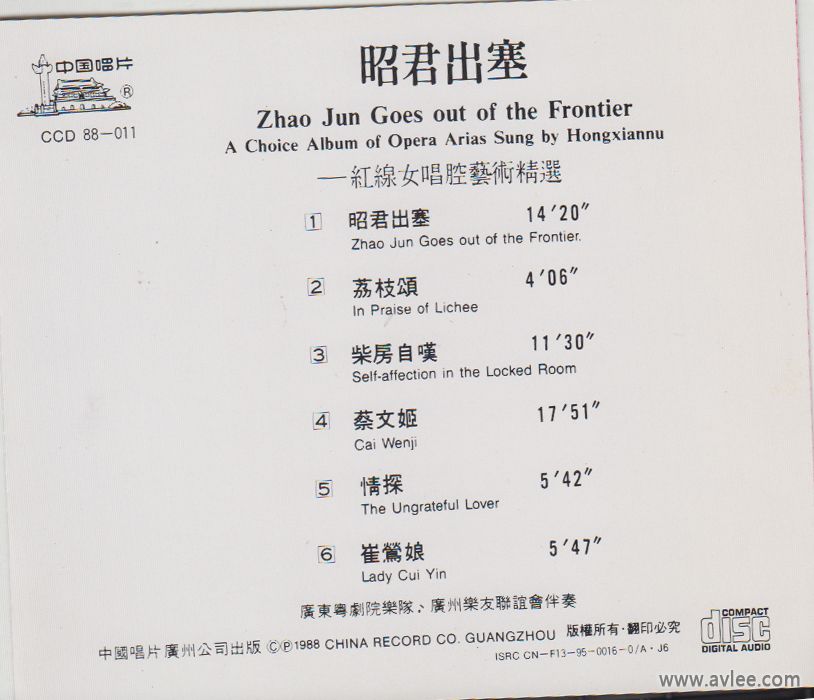 中国唱片
®
CCD 88-011
昭君出塞
Zhao Jun Goes out of the Frontier
A Choice Album of Opera Arias Sung by Hongxiannu
—紅線女唱腔藝術精選
1 昭君出塞 14′20″
Zhao Jun Goes out of the Frontier.
2 荔枝頌 4′06″
In Praise of Lichee
3 柴房自嘆 11′30″
Self-affection in the Locked Room
4 蔡文姬 17′51″
Cai Wenji
5 情探 5′42″
The Ungrateful Lover
6 崔鶯娘 5′47″
Lady Cui Yin
廣東粵劇院樂隊、廣州樂友聯誼會伴奏
中國唱片廣州公司出版 ©℗1988 CHINA RECORD CO. GUANGZHOU 版權所有·翻印必究
ISRC CN-F13-95-0016-0/A·J6
COMPACT
disc
DIGITAL AUDIO
www.avlee.com